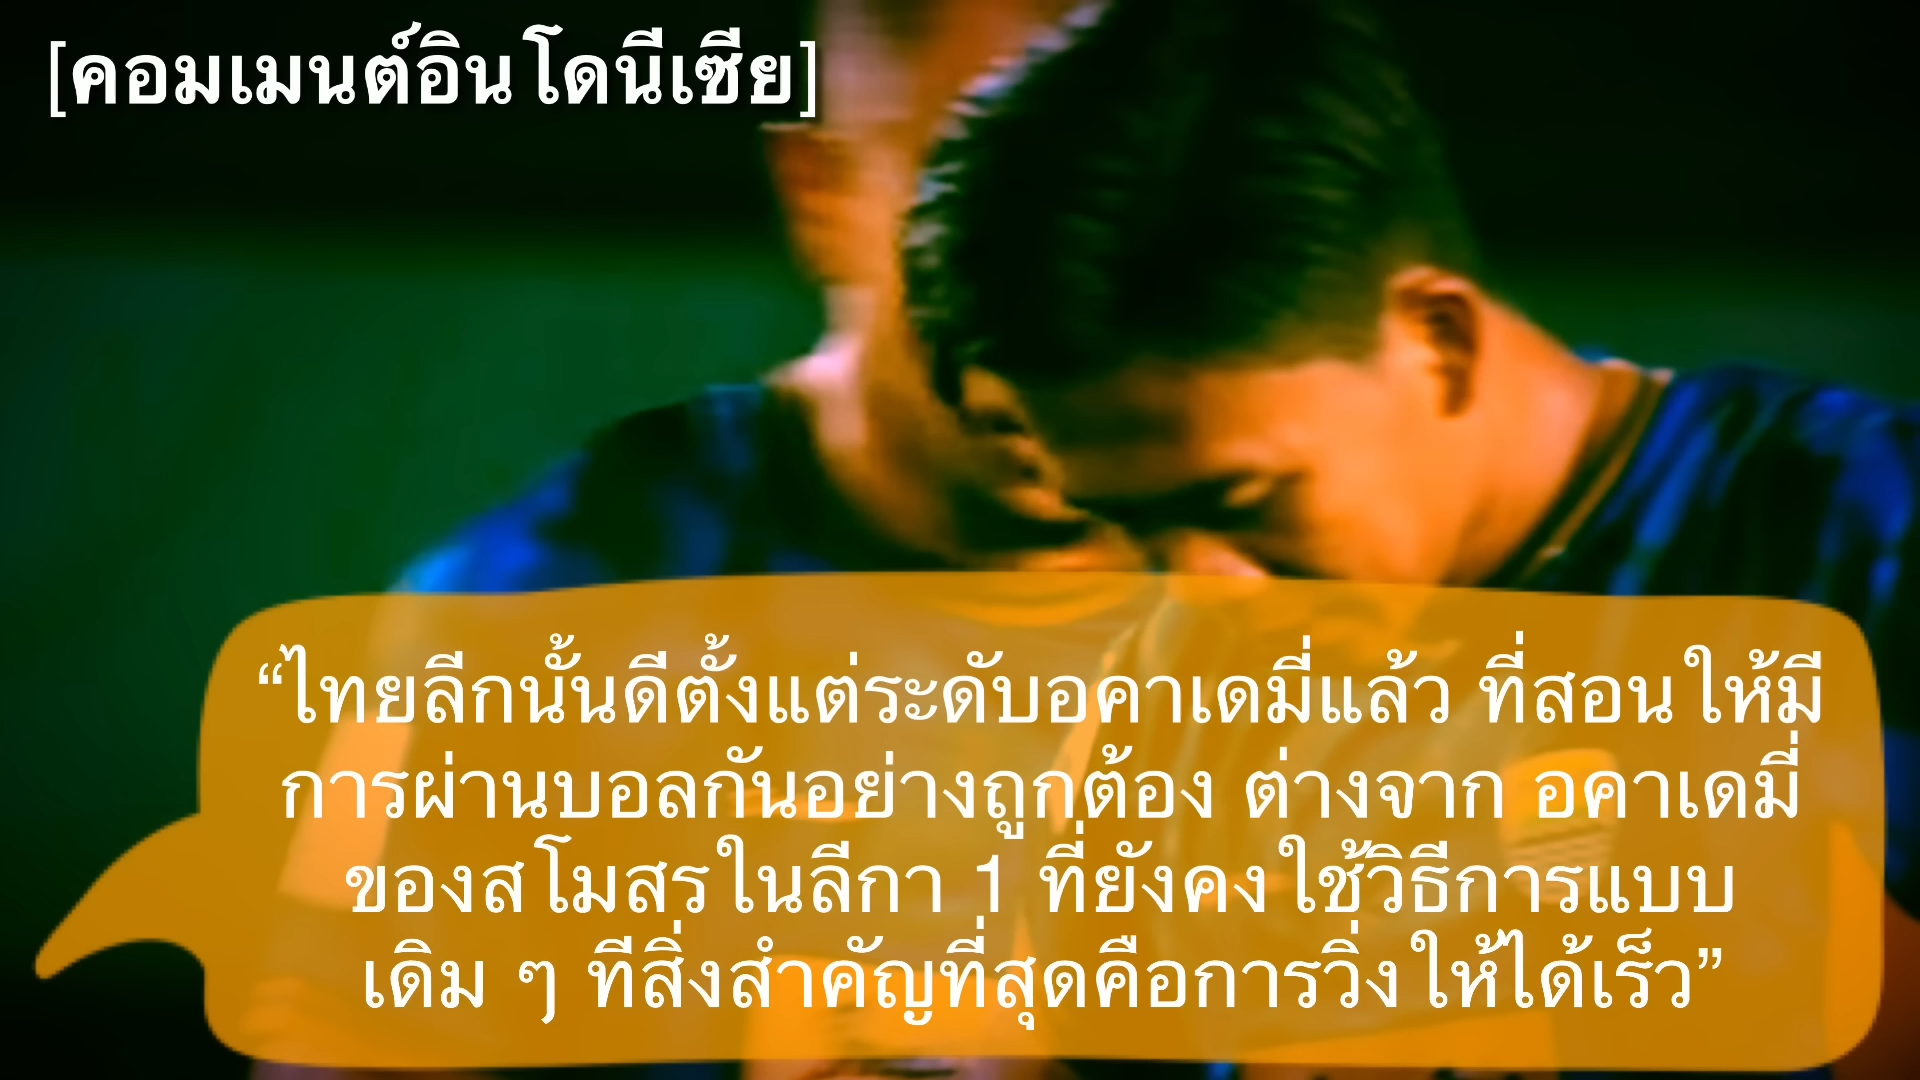 [คอมเมนต์อินโดนีเซีย]
“ไทยลีกนั้นดีตั้งแต่ระดับอคาเดมี่แล้ว ที่สอนให้มี
การผ่านบอลกันอย่างถูกต้อง ต่างจาก อคาเดมี่
ของสโมสรในลีกา 1 ที่ยังคงใช้วิธีการแบบ
เดิม ๆ ทีสิ่งสำคัญที่สุดคือการวิ่งให้ได้เร็ว”